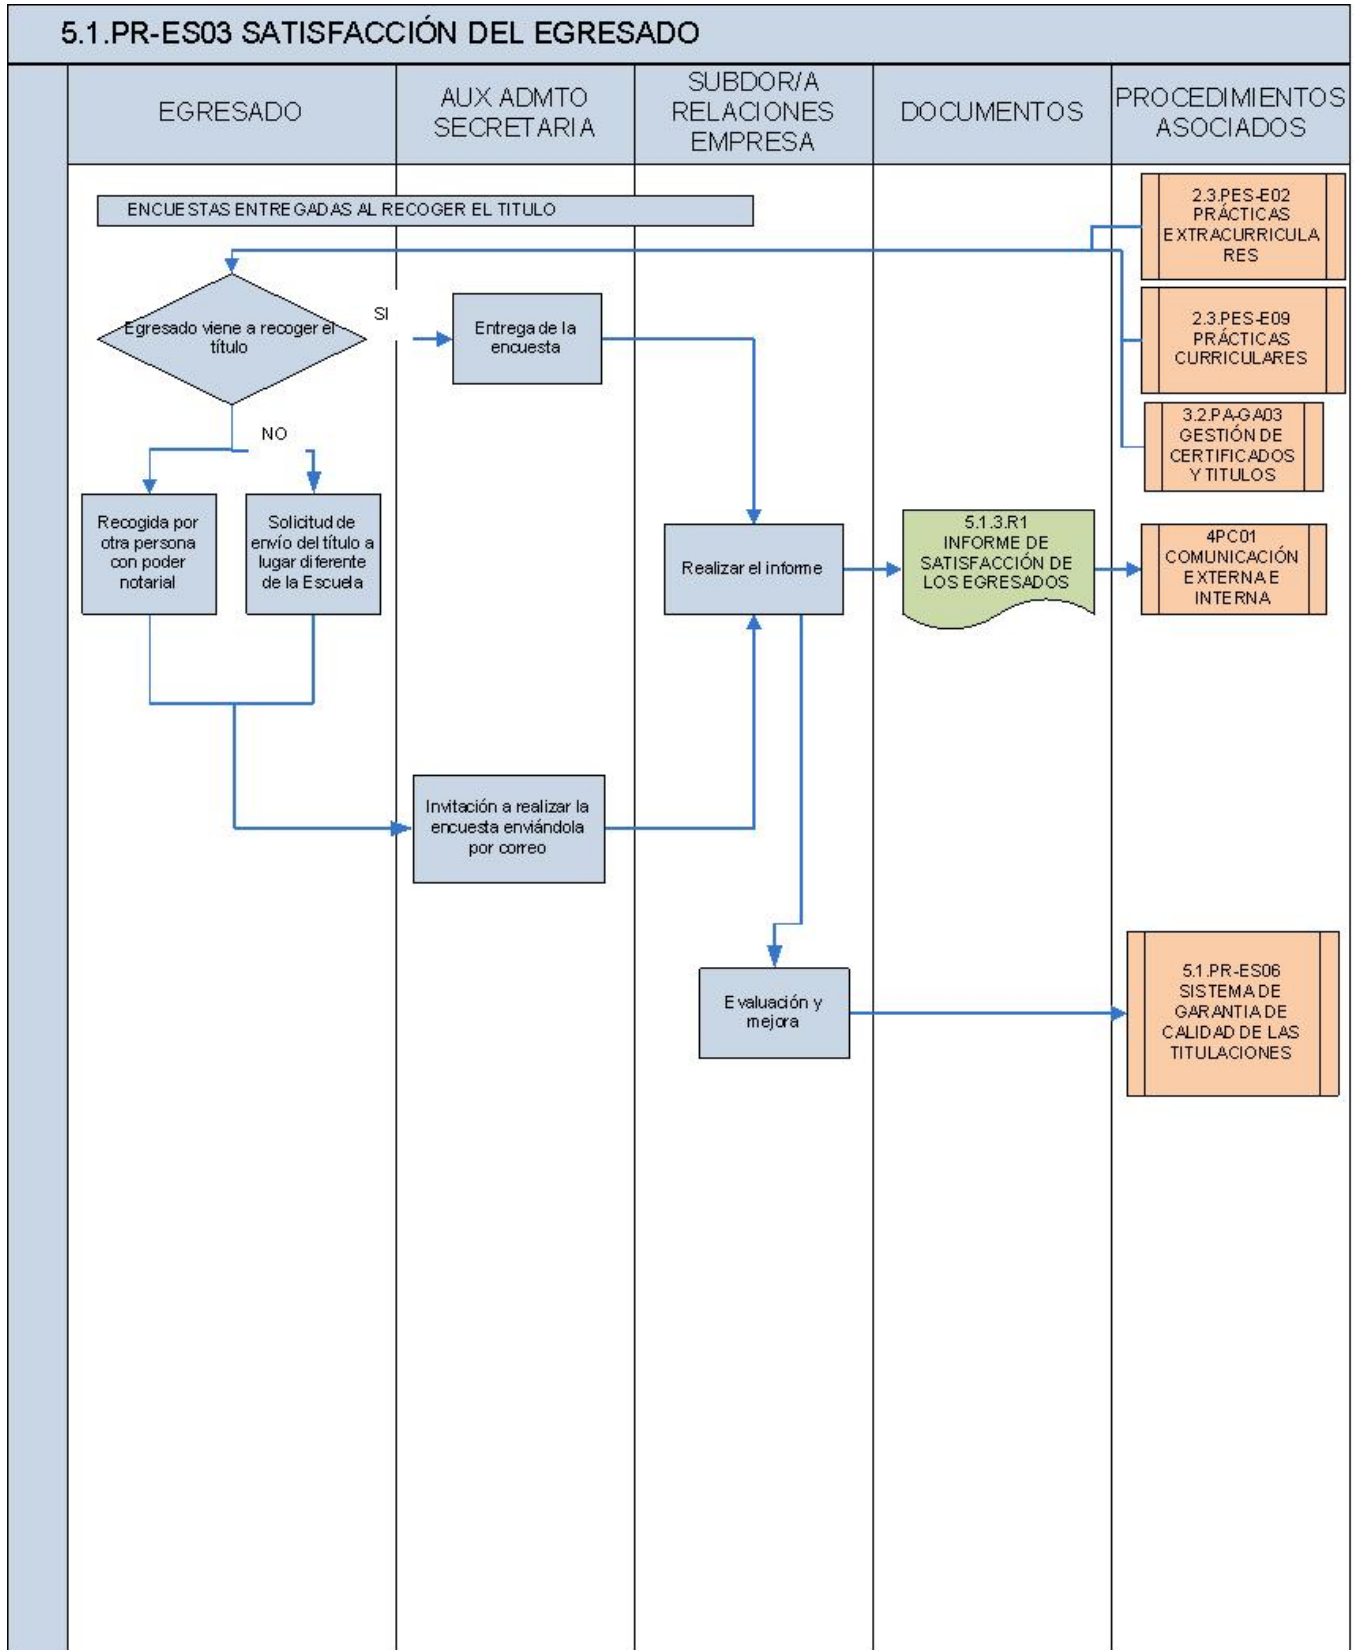 5.1.PR-ES03 SATISFACCIÓN DEL EGRESADO
EGRESADO
AUX ADMTO
SECRETARIA
SUBDOR/A
RELACIONES
EMPRESA
DOCUMENTOS
PROCEDIMIENTOS
ASOCIADOS
ENCUESTAS ENTREGADAS AL RECOGER EL TITULO
2.3.PES-E02
PRÁCTICAS
EXTRACURRICULA
RES
Egresado viene a recoger el
título
SI
Entrega de la
encuesta
2.3.PES-E09
PRÁCTICAS
CURRICULARES
3.2.PA-GA03
GESTIÓN DE
CERTIFICADOS
Y TITULOS
NO
Recogida por
otra persona
con poder
notarial
Solicitud de
envío del título a
lugar diferente
de la Escuela
Realizar el informe
5.1.3.R1
INFORME DE
SATISFACCIÓN DE
LOS EGRESADOS
4PC01
COMUNICACIÓN
EXTERNA E
INTERNA
Invitación a realizar la
encuesta enviándola
por correo
Evaluación y
mejora
5.1.PR-ES06
SISTEMA DE
GARANTIA DE
CALIDAD DE LAS
TITULACIONES